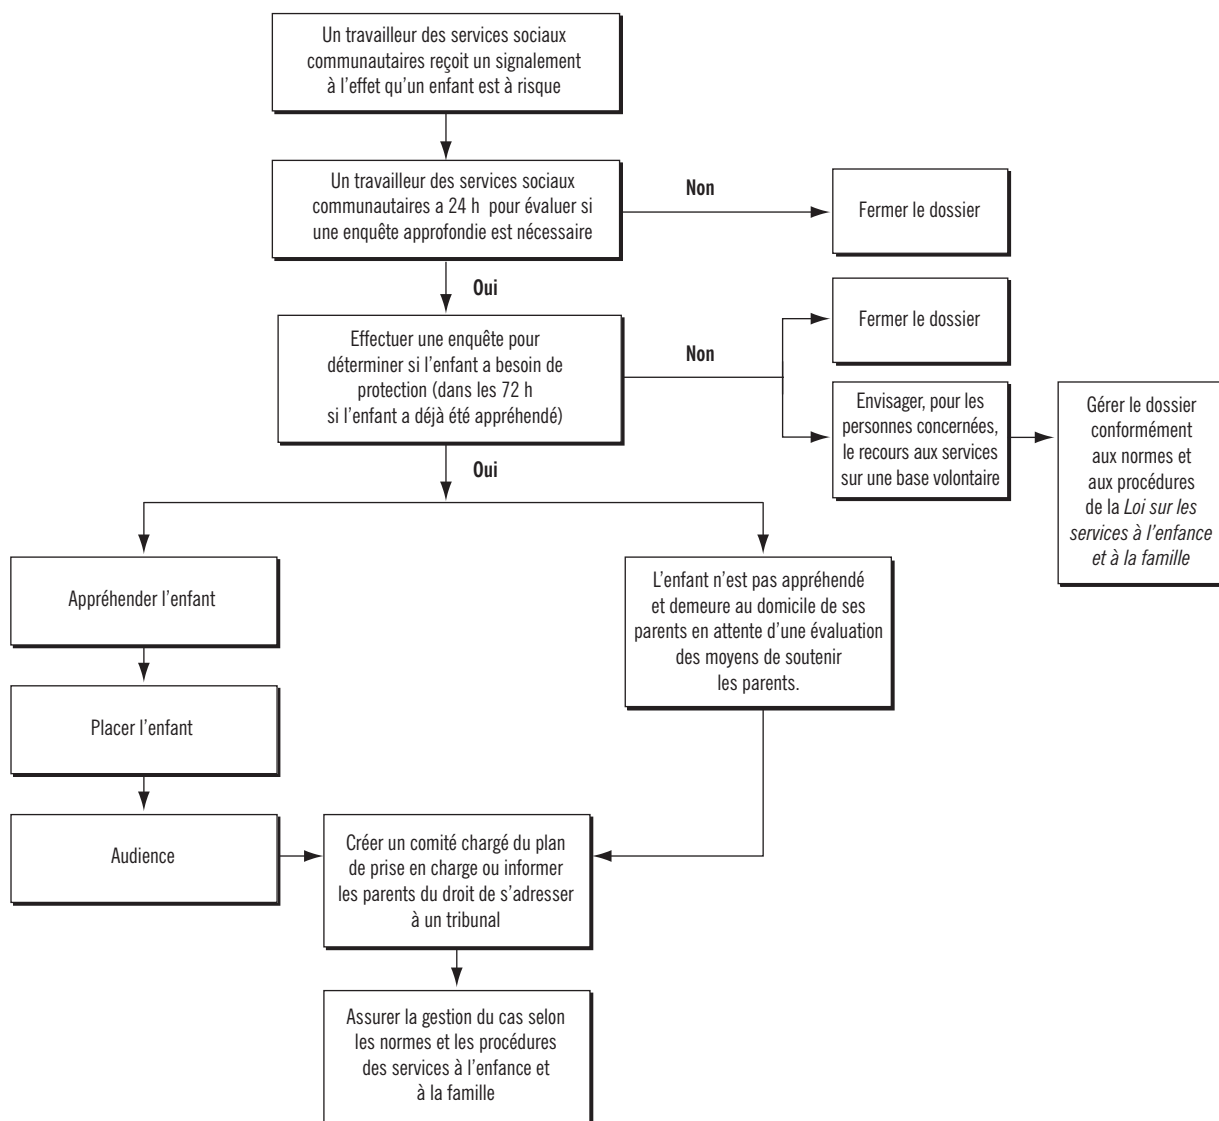 Un travailleur des services sociaux
communautaires reçoit un signalement
à l'effet qu'un enfant est à risque
Un travailleur des services sociaux
communautaires a 24 h pour évaluer si
une enquête approfondie est nécessaire
Non
Fermer le dossier
Oui
Effectuer une enquête pour
déterminer si l'enfant a besoin de
protection (dans les 72 h
si l'enfant a déjà été appréhendé)
Non
Fermer le dossier
Envisager, pour les
personnes concernées,
le recours aux services
sur une base volontaire
Gérer le dossier
conformément
aux normes et
aux procédures
de la Loi sur les
services à l'enfance
et à la famille
Oui
Appréhender l'enfant
L'enfant n'est pas appréhendé
et demeure au domicile de ses
parents en attente d'une évaluation
des moyens de soutenir
les parents.
Placer l'enfant
Audience
Créer un comité chargé du plan
de prise en charge ou informer
les parents du droit de s'adresser
à un tribunal
Assurer la gestion du cas selon
les normes et les procédures
des services à l'enfance et
à la famille